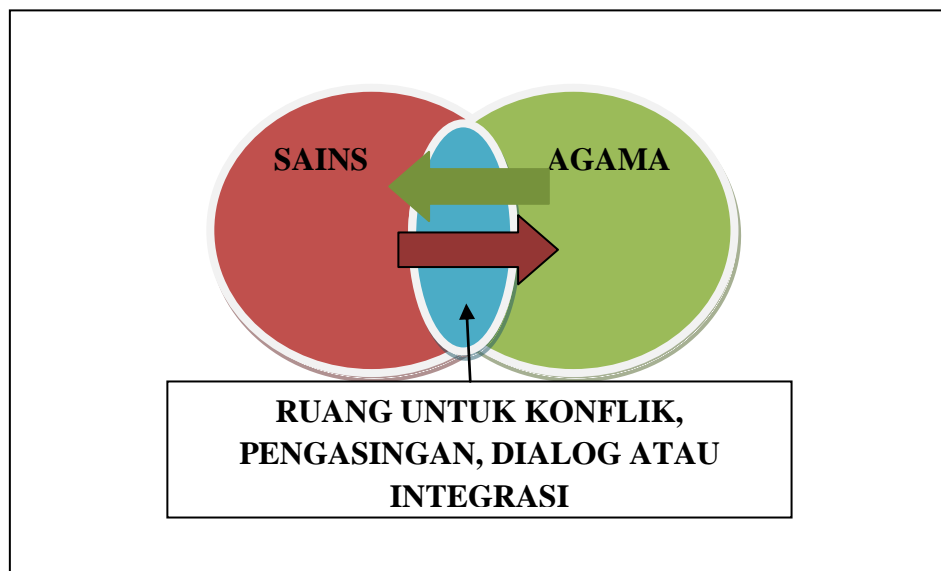 SAINS
AGAMA
RUANG UNTUK KONFLIK,
PENGASINGAN, DIALOG ATAU
INTEGRASI